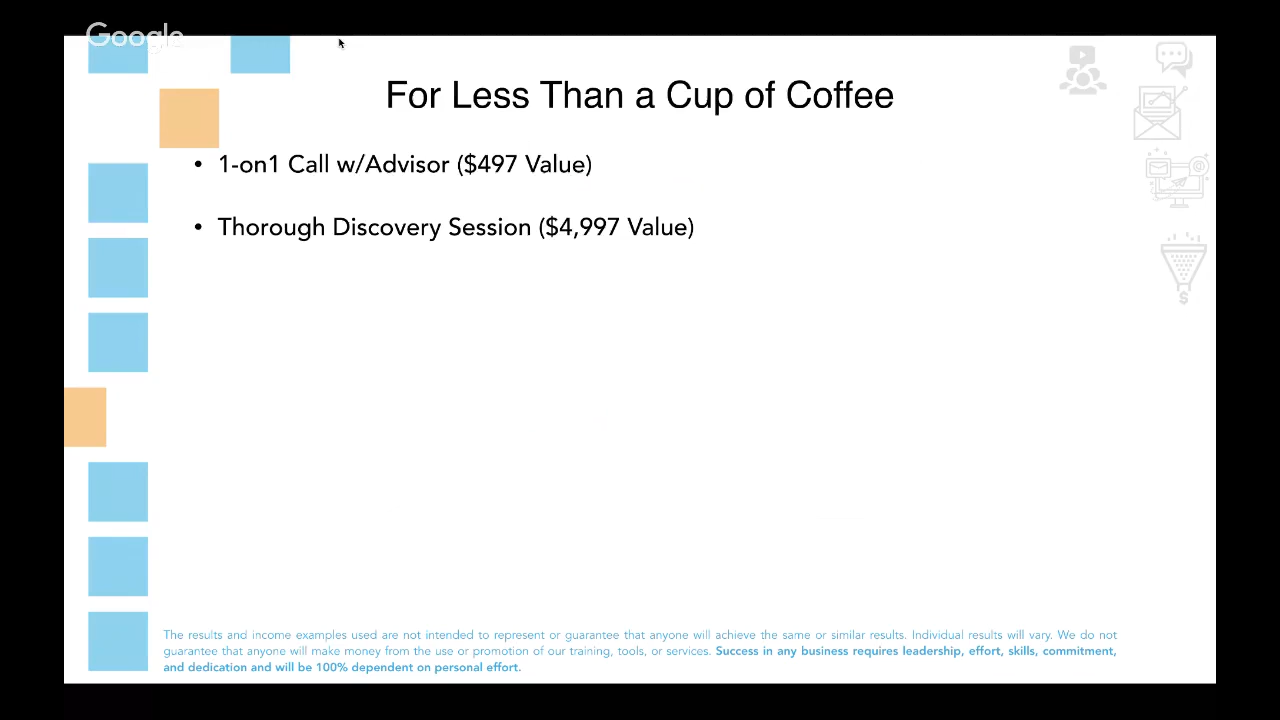 Google
For Less Than a Cup of Coffee
• 1-on1 Call w/Advisor ($497 Value)
• Thorough Discovery Session ($4,997 Value)
The results and income examples used are not intended to represent or guarantee that anyone will achieve the same or similar results. Individual results will vary. We do not
guarantee that anyone will make money from the use or promotion of our training, tools, or services. Success in any business requires leadership, effort, skills, commitment,
and dedication and will be 100% dependent on personal effort.